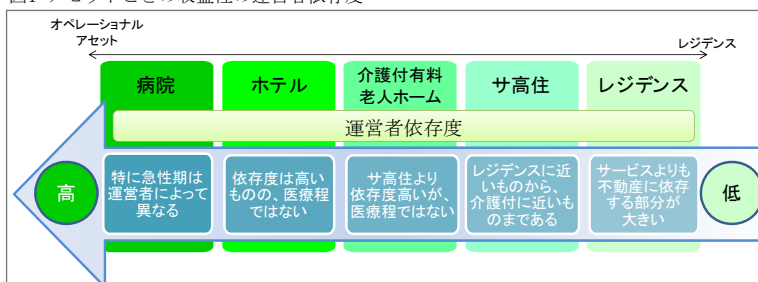 オペレーショナル
アセット
レジデンス
病院
ホテル
介護付有料
老人ホーム
サ高住
レジデンス
運営者依存度
高
特に急性期は
運営者によって
異なる
依存度は高い
ものの、医療程
ではない
サ高住より
依存度高いが、
医療程ではない
レジデンスに近
いものから、
介護付に近いも
のまである
サービスよりも
不動産に依存
する部分が
大きい
低